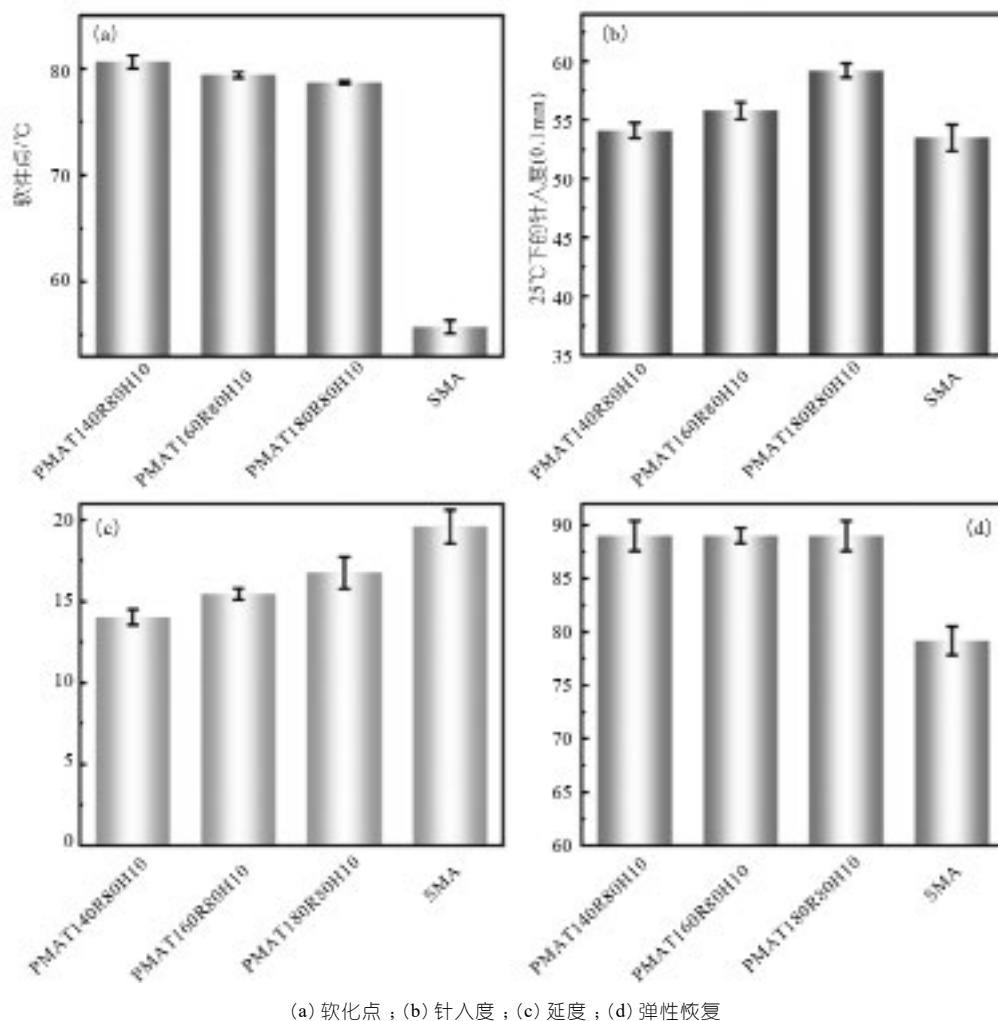 (a)
80
70
60
软件点/℃
PMAT140R80H10
PMAT160R80H10
PMAT180R80H10
SMA
(b)
60
55
50
45
40
35
25℃下的针入度(0.1mm)
PMAT140R80H10
PMAT160R80H10
PMAT180R80H10
SMA
(c)
20
15
10
5
0
PMAT140R80H10
PMAT160R80H10
PMAT180R80H10
SMA
(d)
90
85
80
75
70
65
60
PMAT140R80H10
PMAT160R80H10
PMAT180R80H10
SMA
(a) 软化点 ; (b) 针入度 ; (c) 延度 ; (d) 弹性恢复